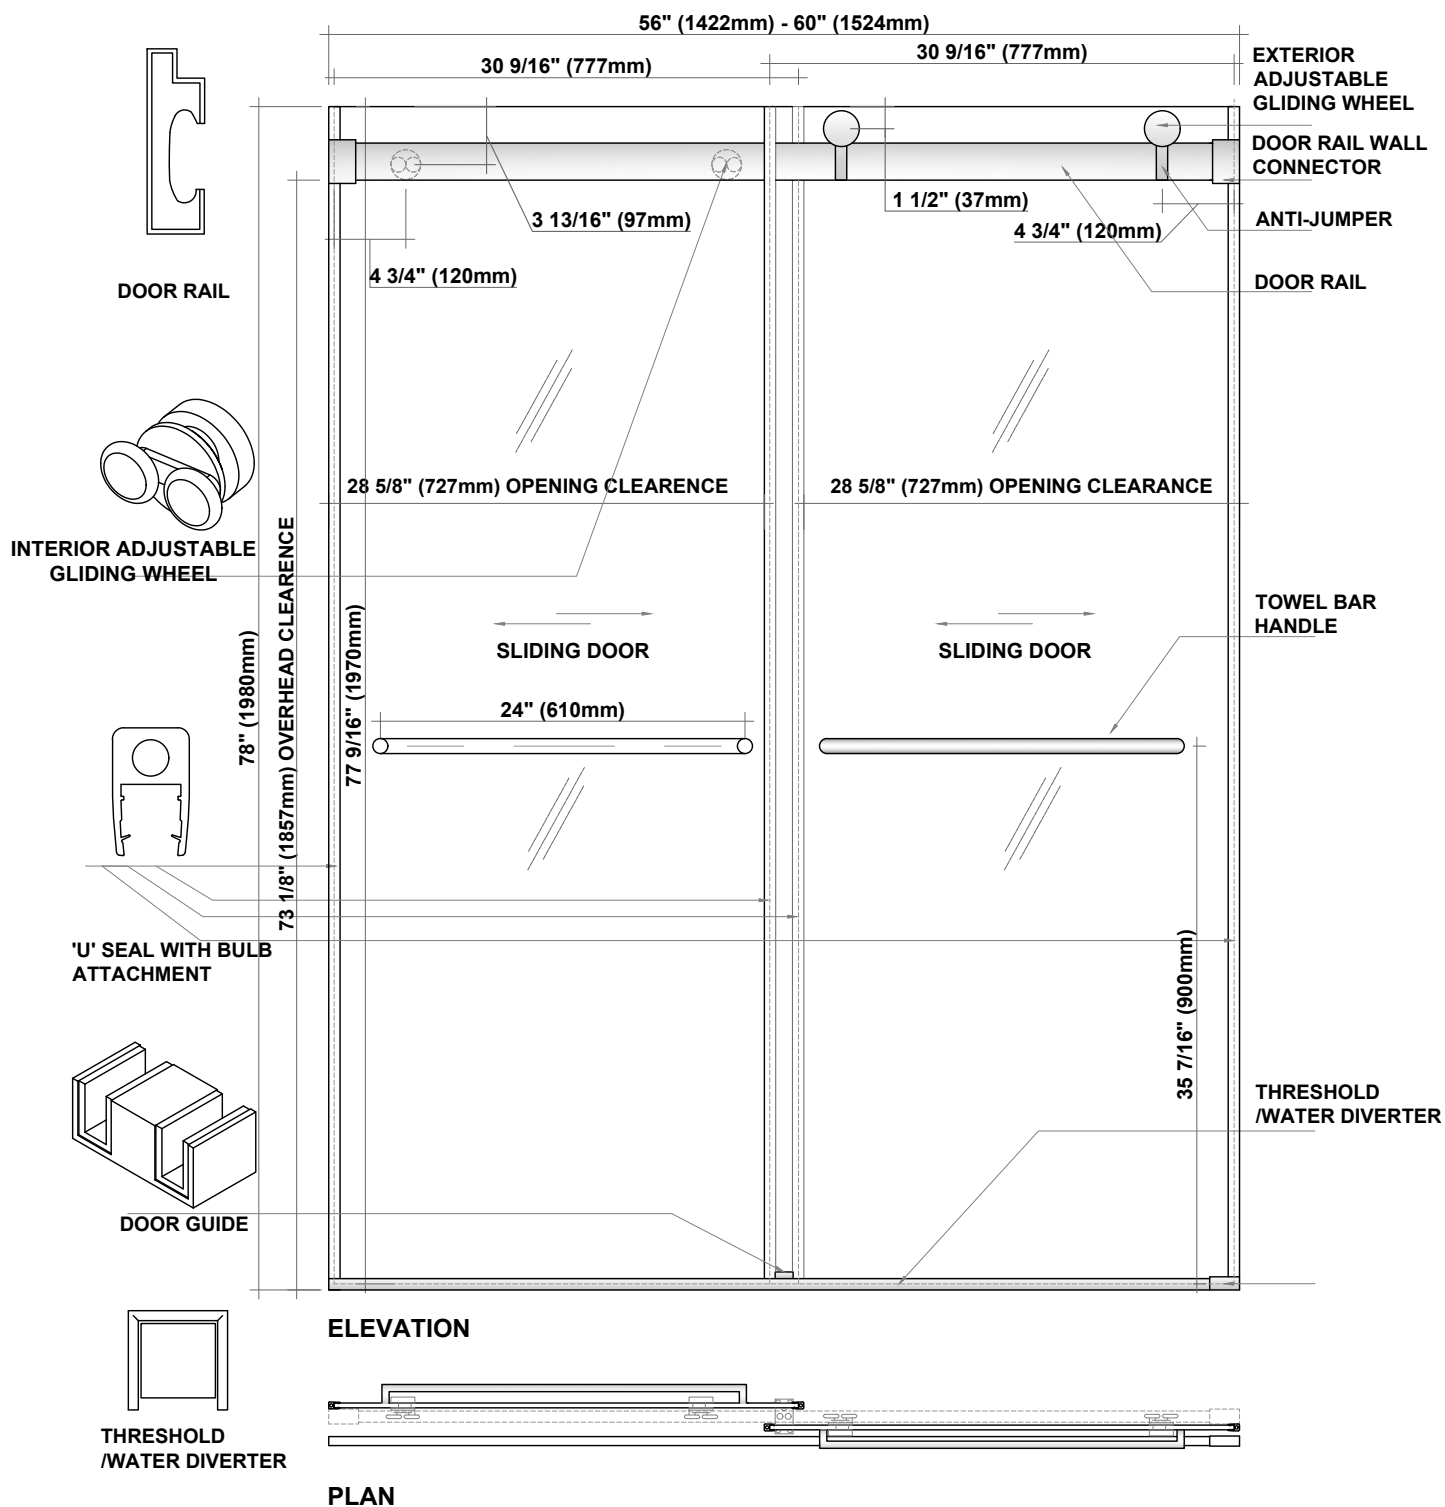 56" (1422mm) - 60" (1524mm)
30 9/16" (777mm)
30 9/16" (777mm)
EXTERIOR
ADJUSTABLE
GLIDING WHEEL
DOOR RAIL WALL
CONNECTOR
1 1/2" (37mm)
3 13/16" (97mm)
ANTI-JUMPER
4 3/4" (120mm)
4 3/4" (120mm)
DOOR RAIL
DOOR RAIL
28 5/8" (727mm) OPENING CLEARENCE
28 5/8" (727mm) OPENING CLEARANCE
INTERIOR ADJUSTABLE
GLIDING WHEEL
78" (1980mm)
73 1/8" (1857mm) OVERHEAD CLEARENCE
77 9/16" (1970mm)
TOWEL BAR
HANDLE
SLIDING DOOR
SLIDING DOOR
24" (610mm)
'U' SEAL WITH BULB
ATTACHMENT
35 7/16" (900mm)
THRESHOLD
/WATER DIVERTER
DOOR GUIDE
ELEVATION
THRESHOLD
/WATER DIVERTER
PLAN